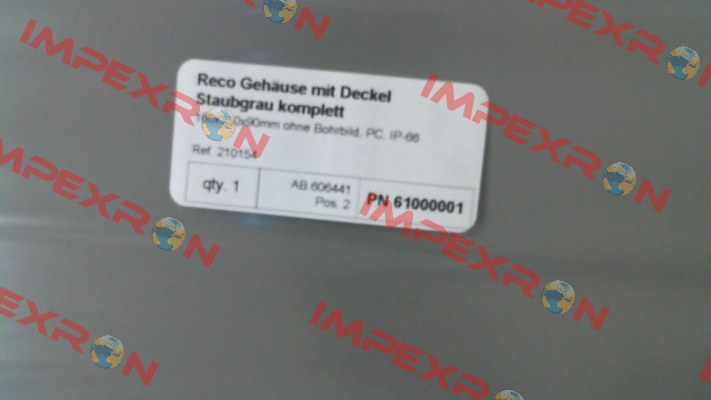 Reco Gehäuse mit Deckel
Staubgrau komplett
ohne Bohrbild, PC, IP-66
Ref. 210154
qty. 1
AB 606441
Pos. 2
PN 61000001
IMPEXRON
IMPEXRON
IMPEXRON
IMPEXRON
IMPEXRON
IMPEXRON